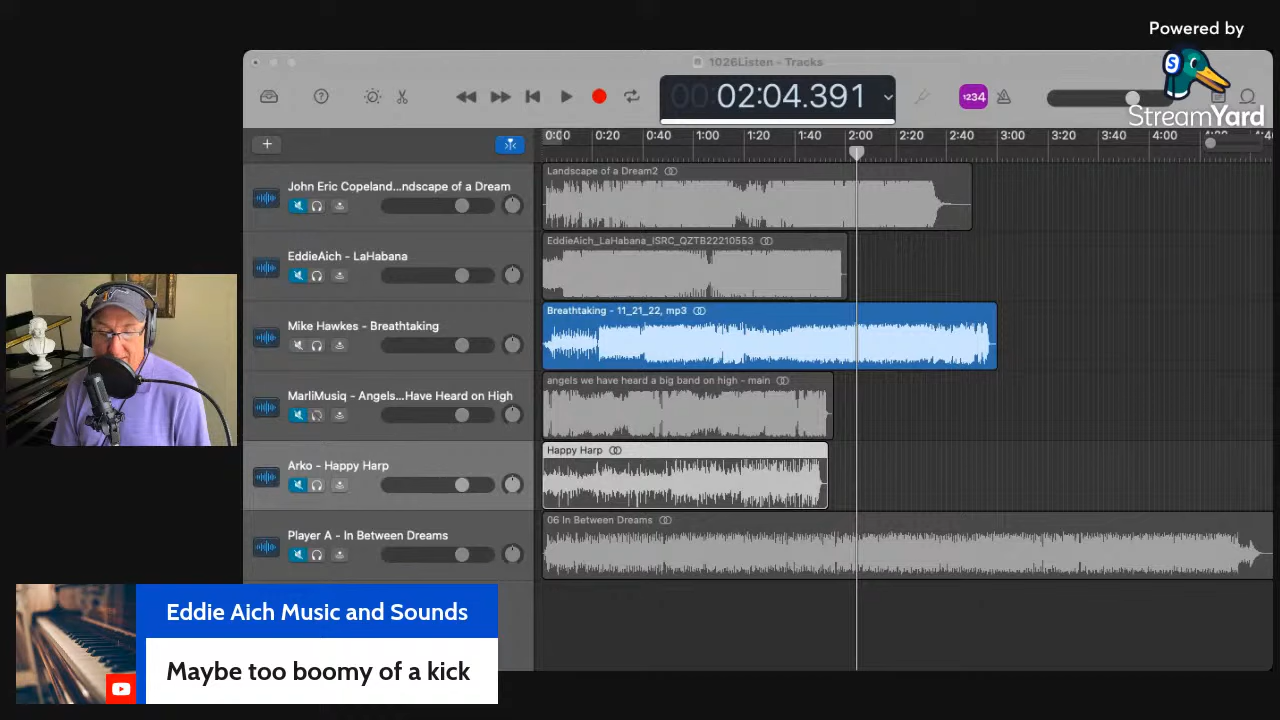 Powered by
StreamYard
1026Listen - Tracks
00:02:04.391
1234
0:00 0:20 0:40 1:00 1:20 1:40 2:00 2:20 2:40 3:00 3:20 3:40 4:00
John Eric Copeland...ndscape of a Dream
Landscape of a Dream2
EddieAich - LaHabana
EddieAich_LaHabana_ISRC_QZTB22210553
Mike Hawkes - Breathtaking
Breathtaking - 11_21_22, mp3
MarliMusiq - Angels...Have Heard on High
angels we have heard a big band on high - main
Arko - Happy Harp
Happy Harp
Player A - In Between Dreams
06 In Between Dreams
Eddie Aich Music and Sounds
Maybe too boomy of a kick